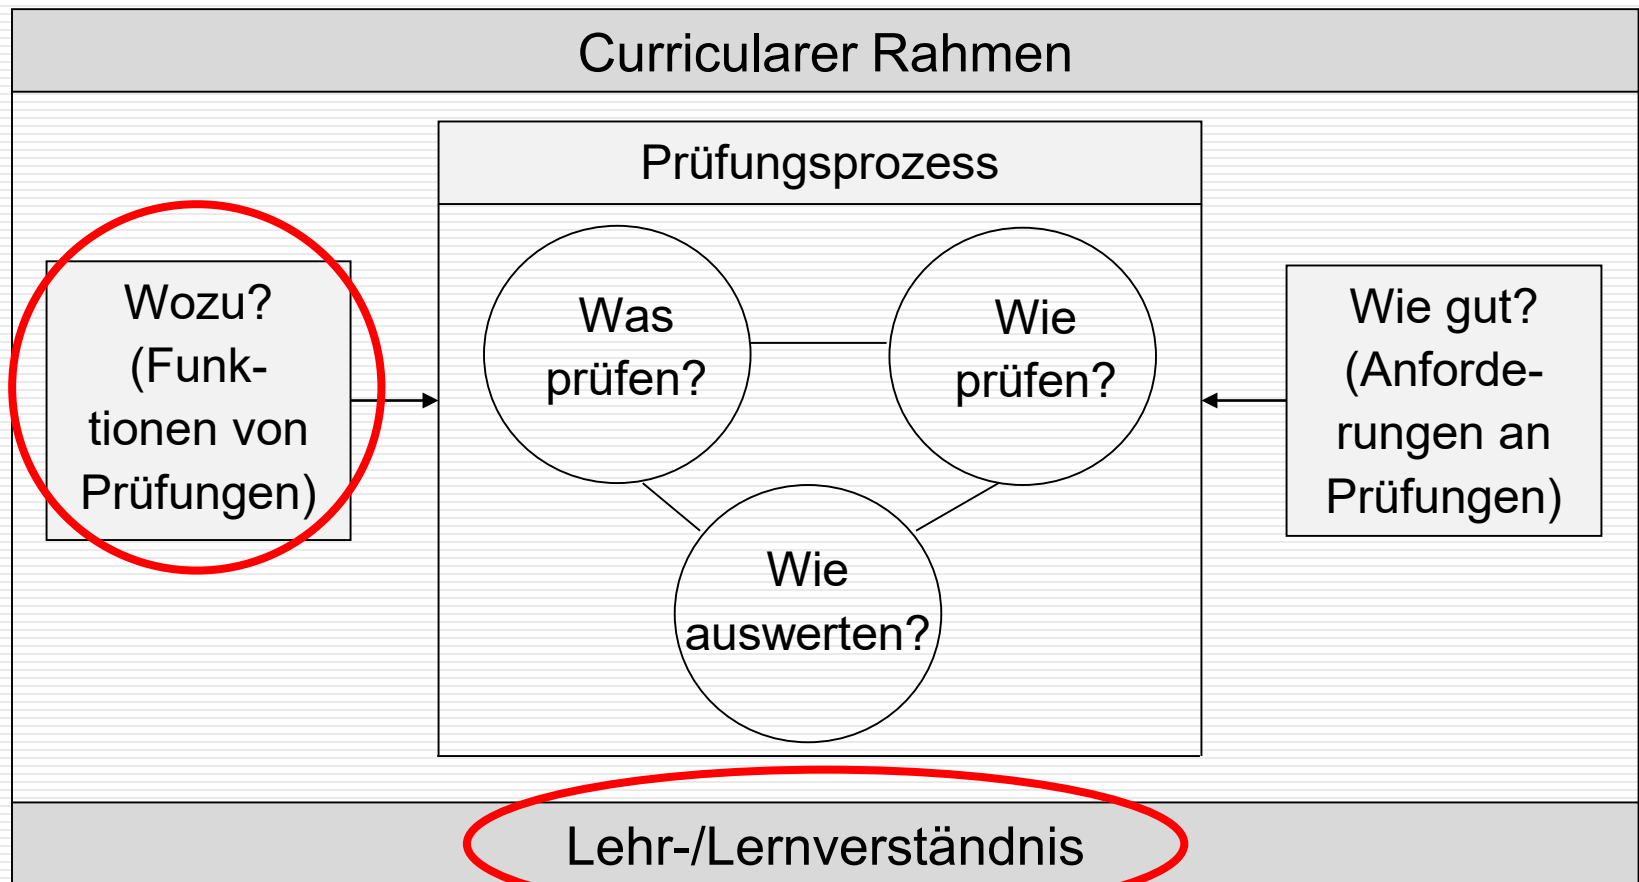 Curricularer Rahmen
Prüfungsprozess
Wozu?
(Funk-
tionen von
Prüfungen)
Was
prüfen?
Wie
prüfen?
Wie
auswerten?
Wie gut?
(Anforde-
rungen an
Prüfungen)
Lehr-/Lernverständnis